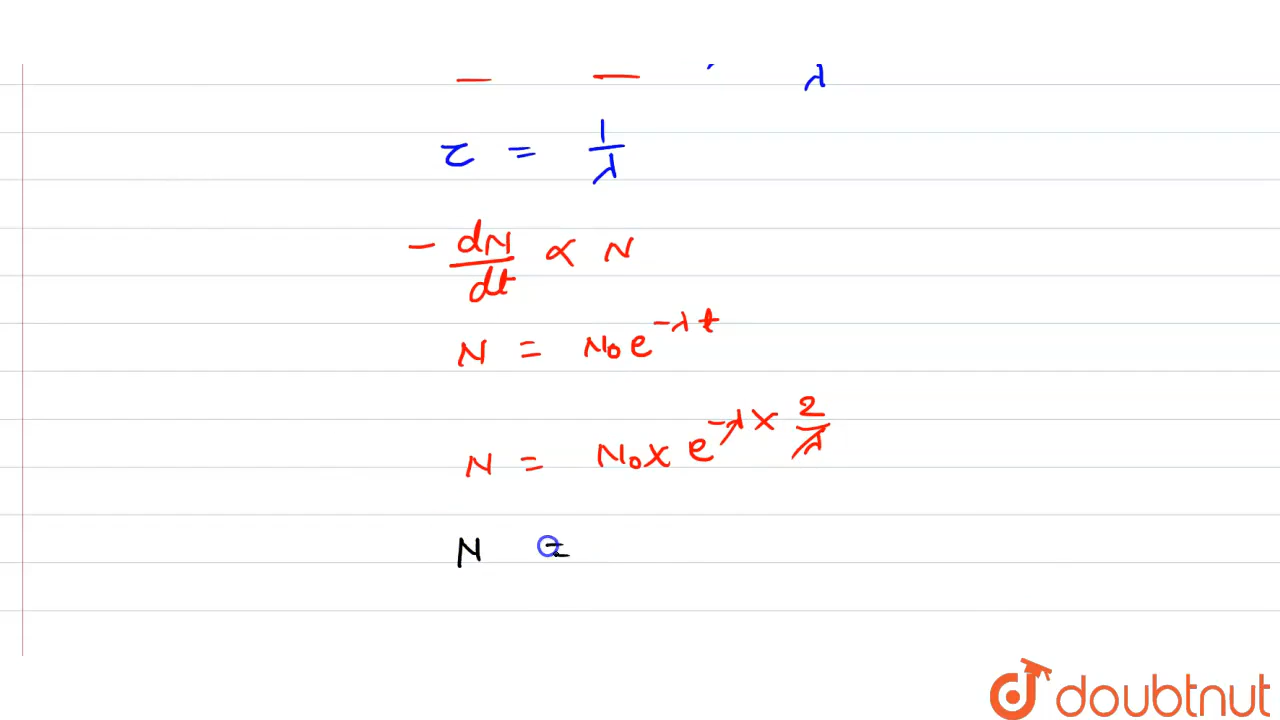 λ
τ = 1/λ
- dN/dt ∝ N
N = N₀e^(-λt)
N = N₀ x e^(-λ x 2/λ)
N =
doubtnut